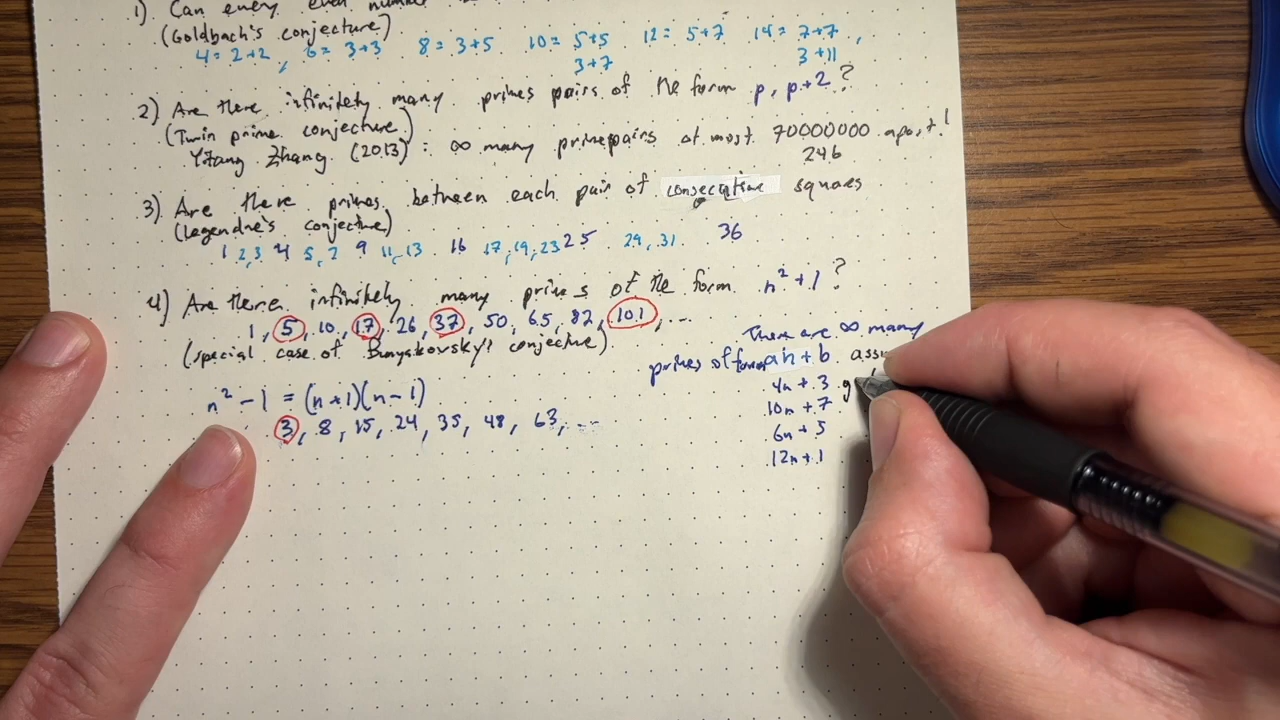 1) Can every even number
(Goldbach's conjecture)
4 = 2+2, 6 = 3+3 8 = 3+5 10 = 5+5 12 = 5+7 14 = 7+7,
3+7 3+11
2) Are there infinitely many primes pairs of the form p, p+2?
(Twin prime conjecture)
Yitang Zhang (2013): ∞ many prime pairs at most 70000000 apart!
246
3) Are there primes between each pair of consecutive squares
(Legendre's conjecture)
1 2,3 4 5,7 9 11,13 16 17,19,23 25 29,31 36
4) Are there infinitely many primes of the form n²+1?
1, 5, 10, 17, 26, 37, 50, 65, 82, 101, ...
(special case of Bunyakovsky's conjecture)
There are ∞ many
primes of form an+b
4n+3 g
10n+7
6n+5
12n+1
n²-1 = (n+1)(n-1)
3, 8, 15, 24, 35, 48, 63, ...